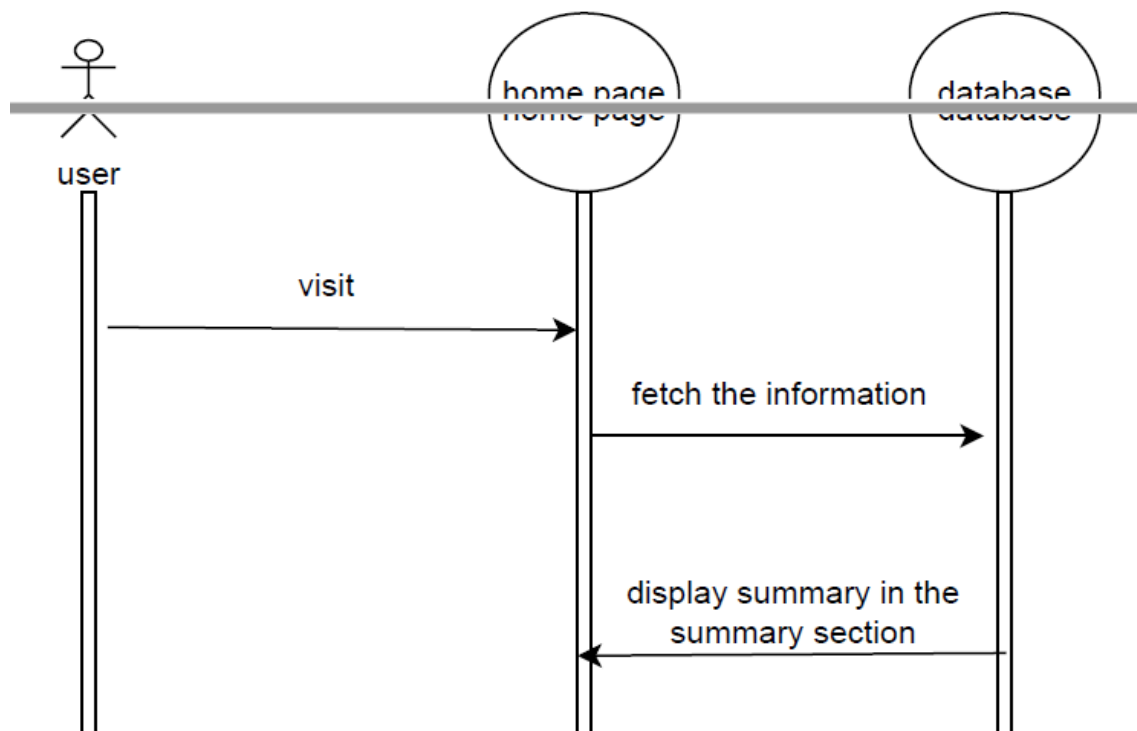 home page
database
user
visit
fetch the information
display summary in the
summary section